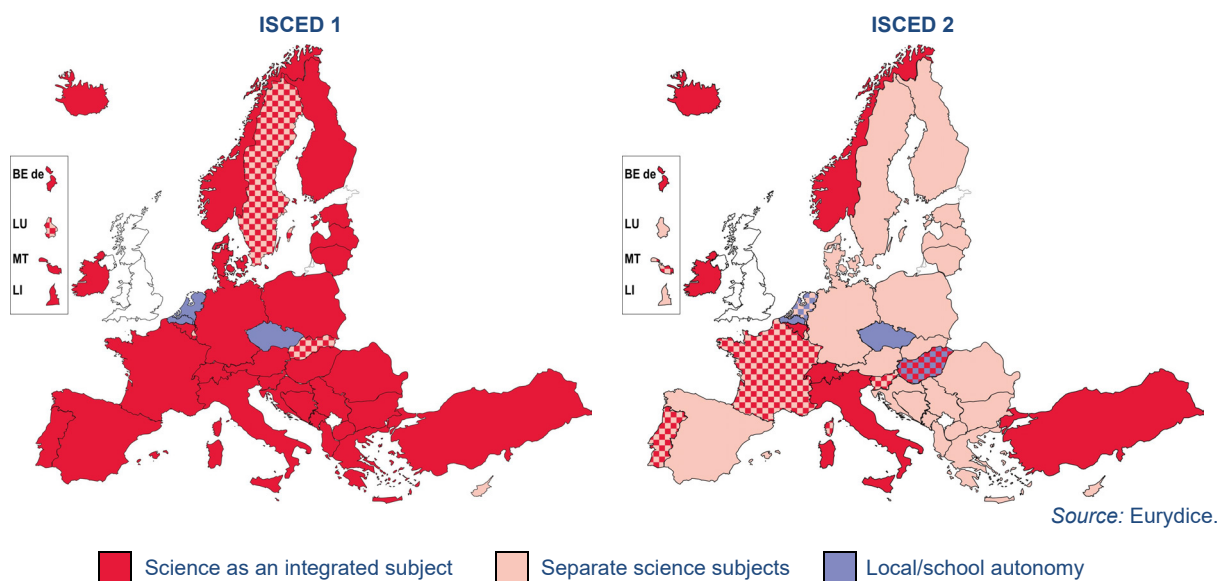 ISCED 1
ISCED 2
BE de
LU
MT
LI
BE de
LU
MT
LI
Source: Eurydice.
Science as an integrated subject
Separate science subjects
Local/school autonomy